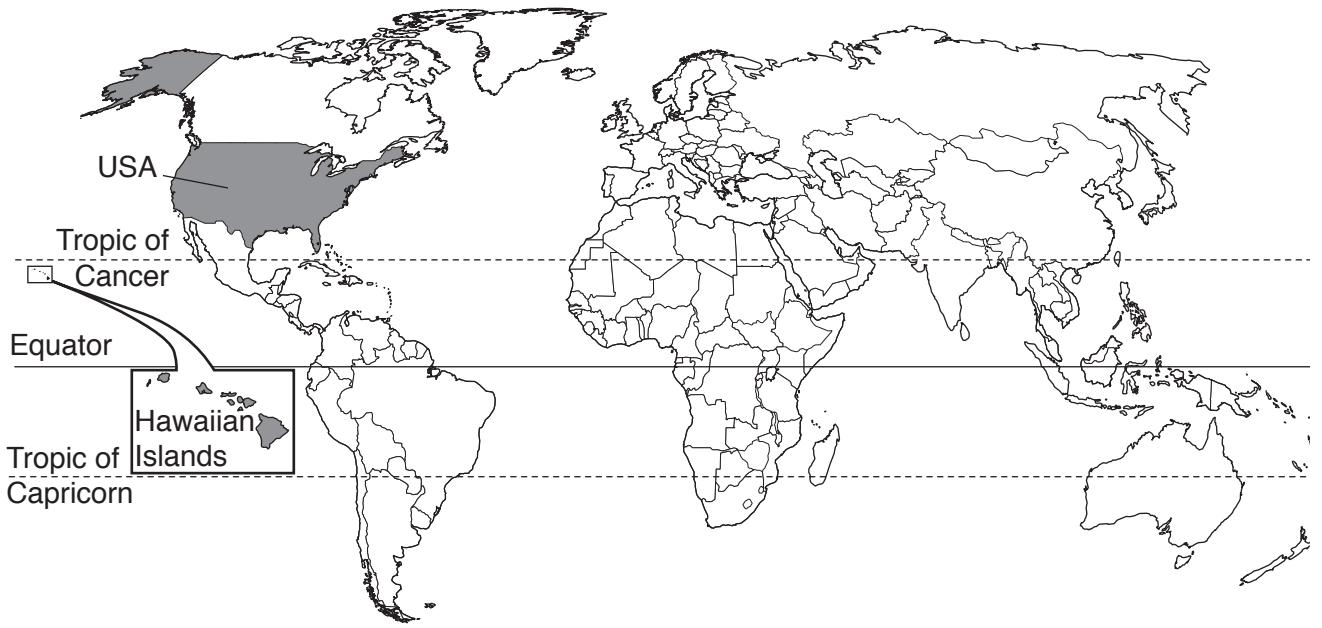 USA
Tropic of
Cancer
Equator
Hawaiian
Islands
Tropic of
Capricorn